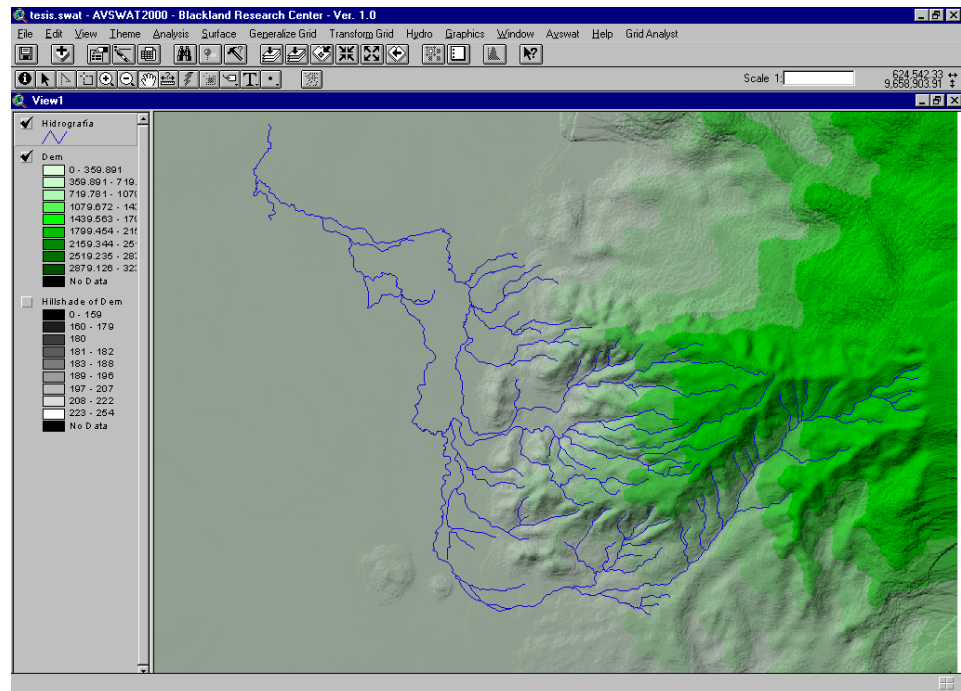 tesis.swat - AVSWAT2000 - Blackland Research Center - Ver. 1.0
File Edit View Theme Analysis Surface Generalize Grid Transform Grid Hydro Graphics Window Avswat Help Grid Analyst
Scale 1: 624,542.33
9,658,903.91
View1
Hidrografia
Dem
0 - 359.891
359.891 - 719.
719.781 - 107
1079.672 - 14
1439.563 - 17
1799.454 - 21
2159.344 - 25
2519.235 - 28
2879.126 - 32
No Data
Hillshade of Dem
0 - 159
160 - 179
180
181 - 182
183 - 188
189 - 196
197 - 207
208 - 222
223 - 254
No Data